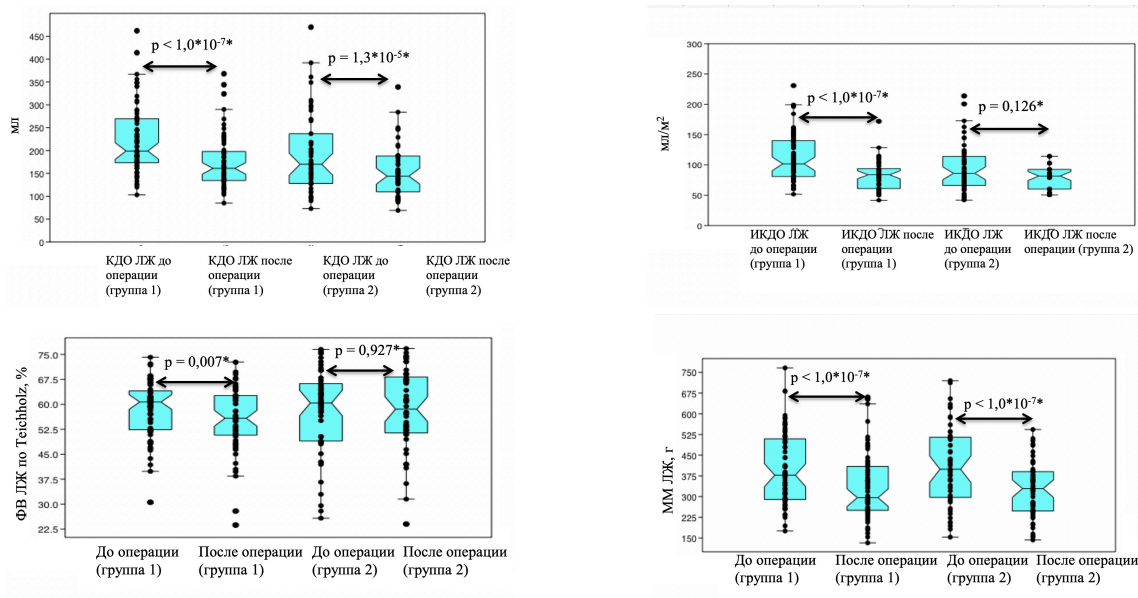 450
400
350
300
250
200
150
100
50
0
мл
p < 1,0*10-7*
p = 1,3*10-5*
КДО ЛЖ до
операции
(группа 1)
КДО ЛЖ после
операции
(группа 1)
КДО ЛЖ до
операции
(группа 2)
КДО ЛЖ после
операции
(группа 2)
300
250
200
150
100
50
0
мл/м²
p < 1,0*10-7*
p = 0,126*
ИКДО ЛЖ
до операции
(группа 1)
ИКДО ЛЖ после
операции
(группа 1)
ИКДО ЛЖ
до операции
(группа 2)
ИКДО ЛЖ после
операции (группа 2)
75.0
67.5
60.0
52.5
45.0
37.5
30.0
22.5
ФВ ЛЖ по Teichholz, %
p = 0,007*
p = 0,927*
До операции
(группа 1)
После операции
(группа 1)
До операции
(группа 2)
После операции
(группа 2)
750
675
600
525
450
375
300
225
150
ММ ЛЖ, г
p < 1,0*10-7*
p < 1,0*10-7*
До операции
(группа 1)
После операции
(группа 1)
До операции
(группа 2)
После операции
(группа 2)